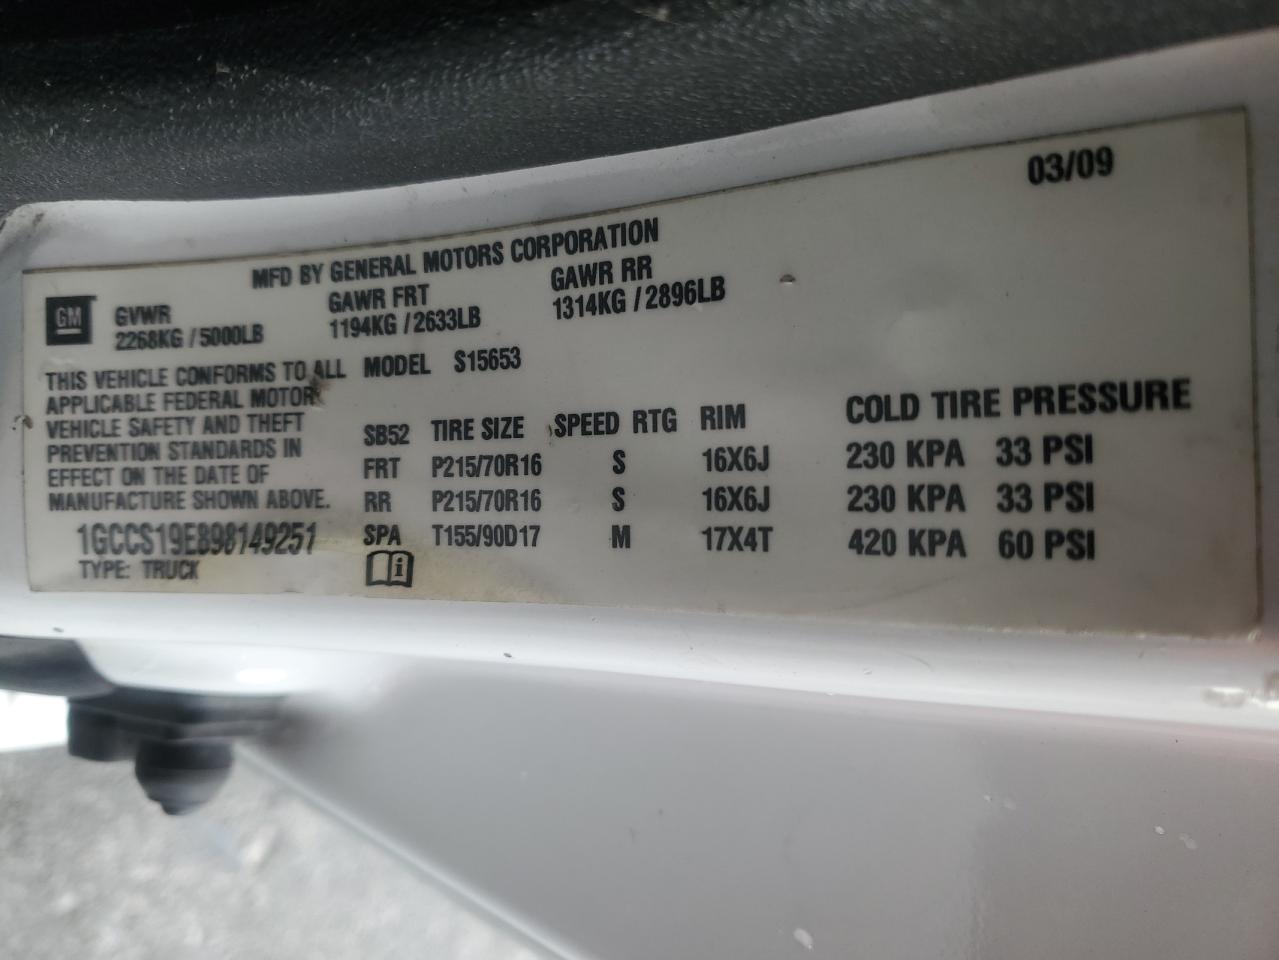 03/09
MFD BY GENERAL MOTORS CORPORATION
GM
GVWR GAWR FRT GAWR RR
2268KG / 5000LB 1194KG / 2633LB 1314KG / 2896LB
THIS VEHICLE CONFORMS TO ALL
APPLICABLE FEDERAL MOTOR
VEHICLE SAFETY AND THEFT
PREVENTION STANDARDS IN
EFFECT ON THE DATE OF
MANUFACTURE SHOWN ABOVE.
1GCCS19E898149251
TYPE: TRUCK
MODEL S15653
SB52 TIRE SIZE SPEED RTG RIM COLD TIRE PRESSURE
FRT P215/70R16 S 16X6J 230 KPA 33 PSI
RR P215/70R16 S 16X6J 230 KPA 33 PSI
SPA T155/90D17 M 17X4T 420 KPA 60 PSI
i